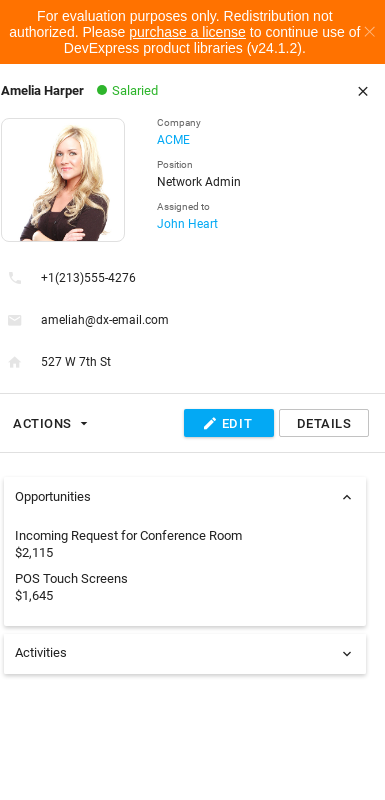 For evaluation purposes only. Redistribution not
authorized. Please purchase a license to continue use of
DevExpress product libraries (v24.1.2).
Amelia Harper Salaried
Company
ACME
Position
Network Admin
Assigned to
John Heart
+1(213)555-4276
ameliah@dx-email.com
527 W 7th St
ACTIONS EDIT DETAILS
Opportunities
Incoming Request for Conference Room
$2,115
POS Touch Screens
$1,645
Activities